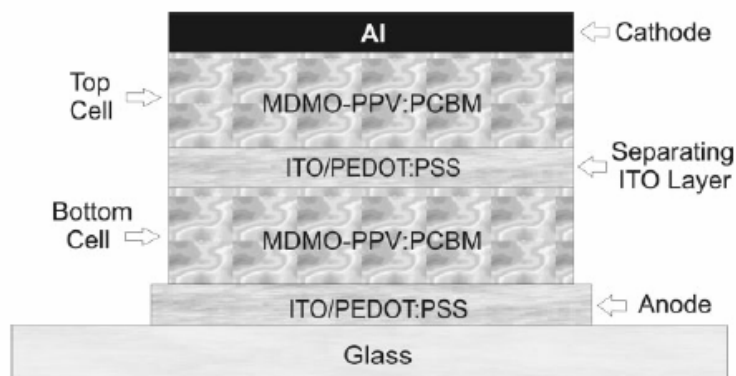 Al
Cathode
Top
Cell
MDMO-PPV:PCBM
ITO/PEDOT:PSS
Separating
ITO Layer
Bottom
Cell
MDMO-PPV:PCBM
ITO/PEDOT:PSS
Anode
Glass